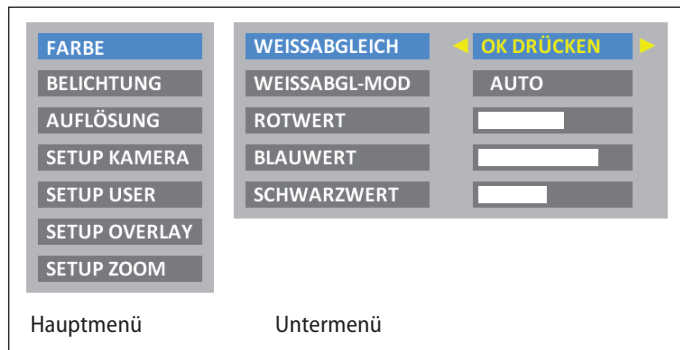 FARBE
BELICHTUNG
AUFLÖSUNG
SETUP KAMERA
SETUP USER
SETUP OVERLAY
SETUP ZOOM
WEISSABGLEICH OK DRÜCKEN
WEISSABGL-MOD AUTO
ROTWERT
BLAUWERT
SCHWARZWERT
Hauptmenü
Untermenü